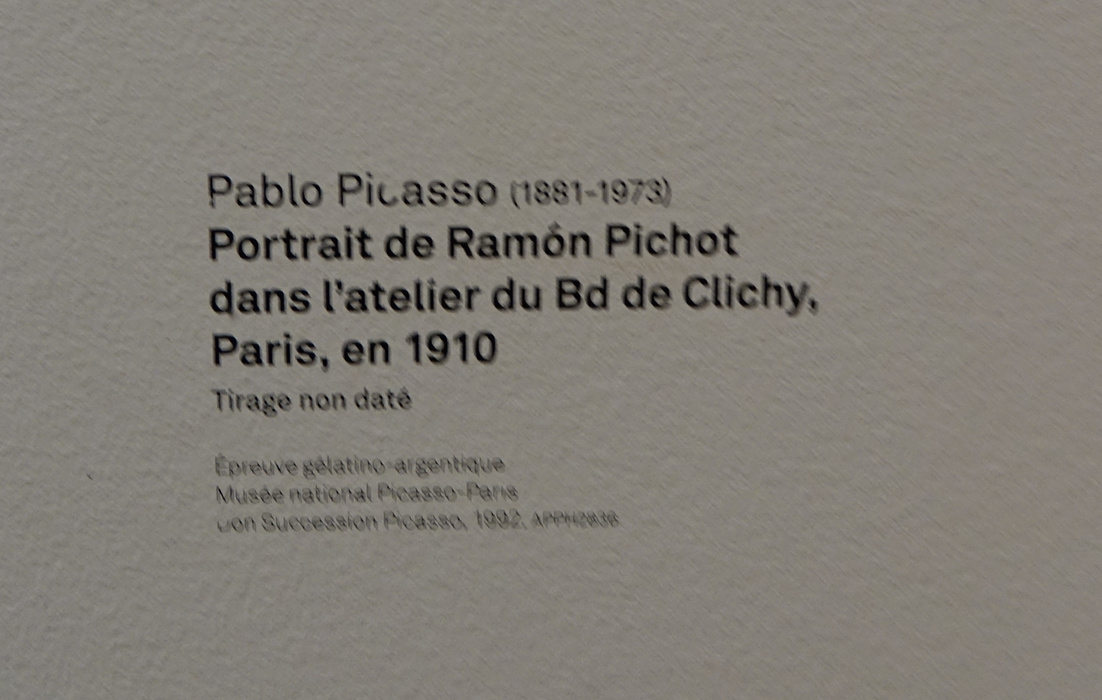 Pablo Picasso (1881-1973)
Portrait de Ramón Pichot
dans l'atelier du Bd de Clichy,
Paris, en 1910
Tirage non daté
Épreuve gélatino-argentique
Musée national Picasso-Paris
Don Succession Picasso, 1992.